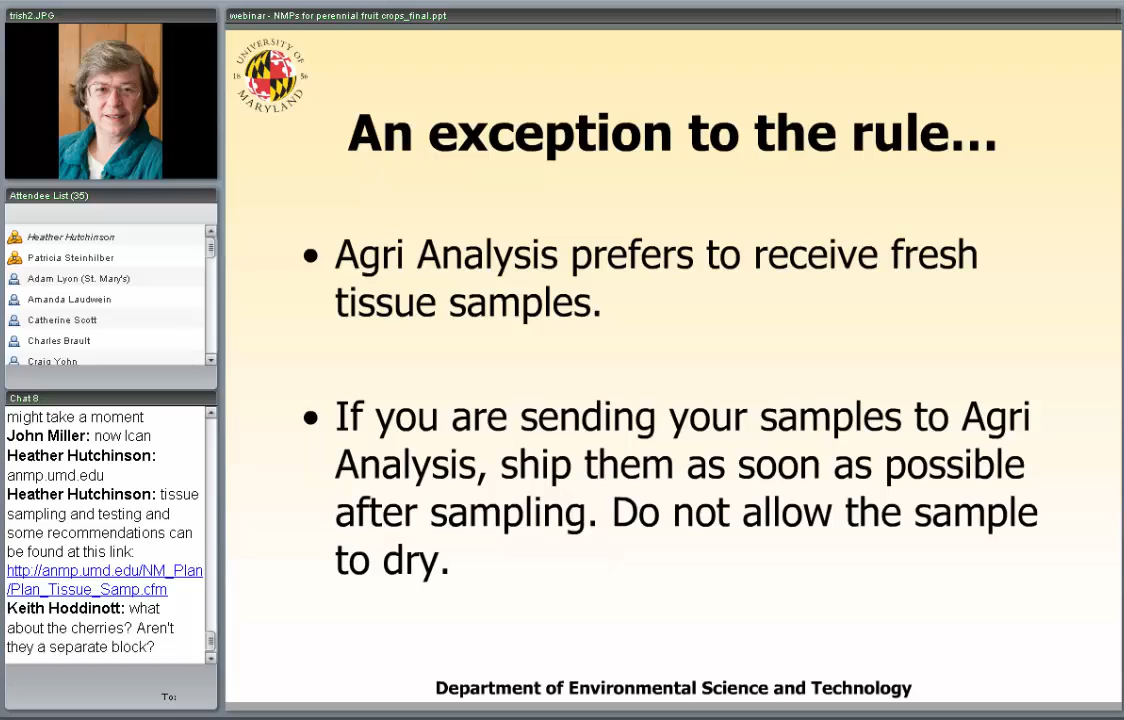 trish2.JPG
webinar - NMPs for perennial fruit crops_final.ppt
Attendee List (35)
Heather Hutchinson
Patricia Steinhilber
Adam Lyon (St. Mary's)
Amanda Laudwein
Catherine Scott
Charles Brault
Craig Yohn
Chat 8
might take a moment
John Miller: now Ican
Heather Hutchinson:
anmp.umd.edu
Heather Hutchinson: tissue
sampling and testing and
some recommendations can
be found at this link:
http://anmp.umd.edu/NM_Plan
/Plan_Tissue_Samp.cfm
Keith Hoddinott: what
about the cherries? Aren't
they a separate block?
To:
UNIVERSITY OF
18 56
MARYLAND
An exception to the rule...
• Agri Analysis prefers to receive fresh
tissue samples.
• If you are sending your samples to Agri
Analysis, ship them as soon as possible
after sampling. Do not allow the sample
to dry.
Department of Environmental Science and Technology